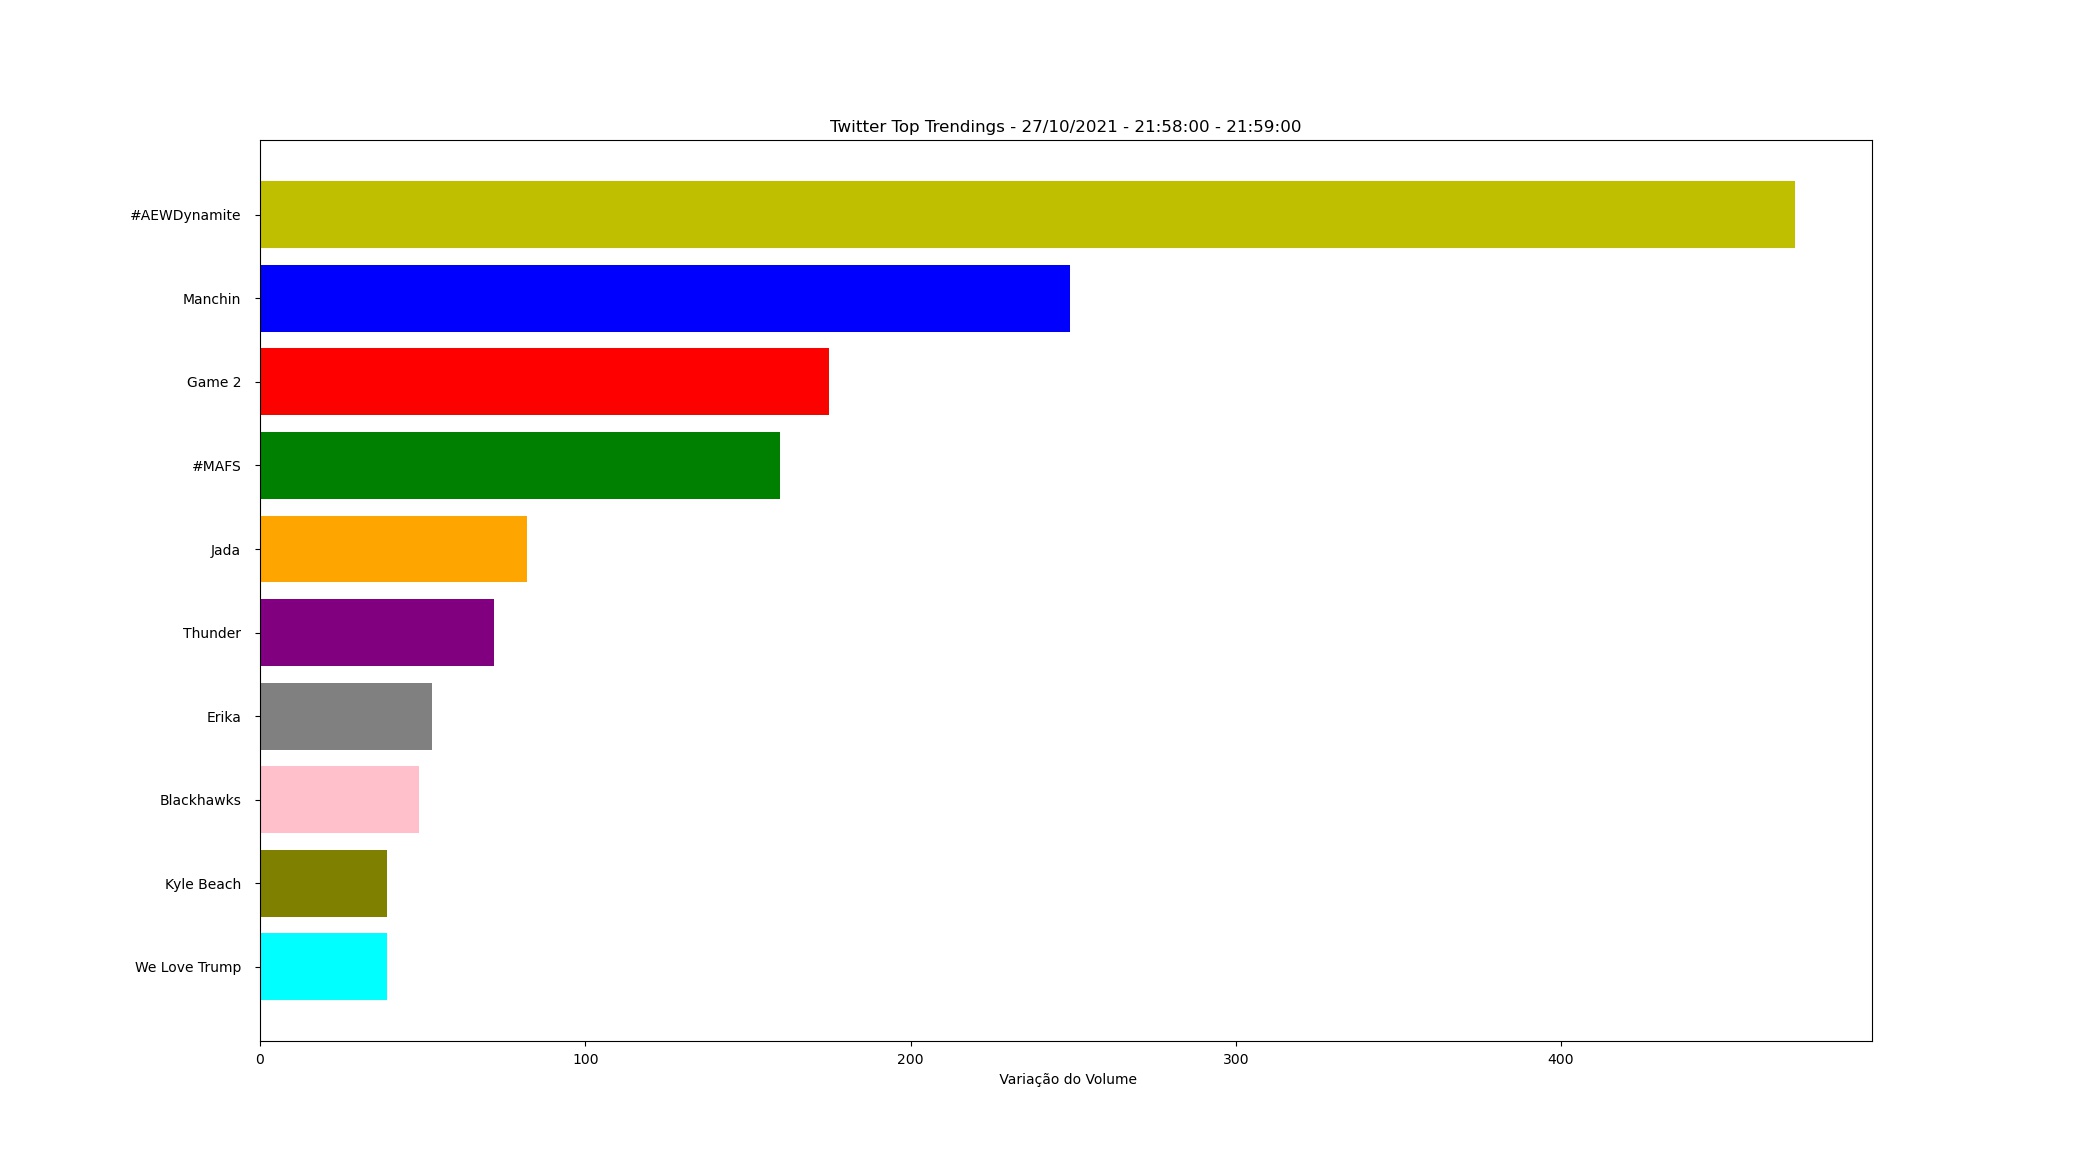 Twitter Top Trendings - 27/10/2021 - 21:58:00 - 21:59:00
#AEWDynamite
Manchin
Game 2
#MAFS
Jada
Thunder
Erika
Blackhawks
Kyle Beach
We Love Trump
0 100 200 300 400
Variação do Volume